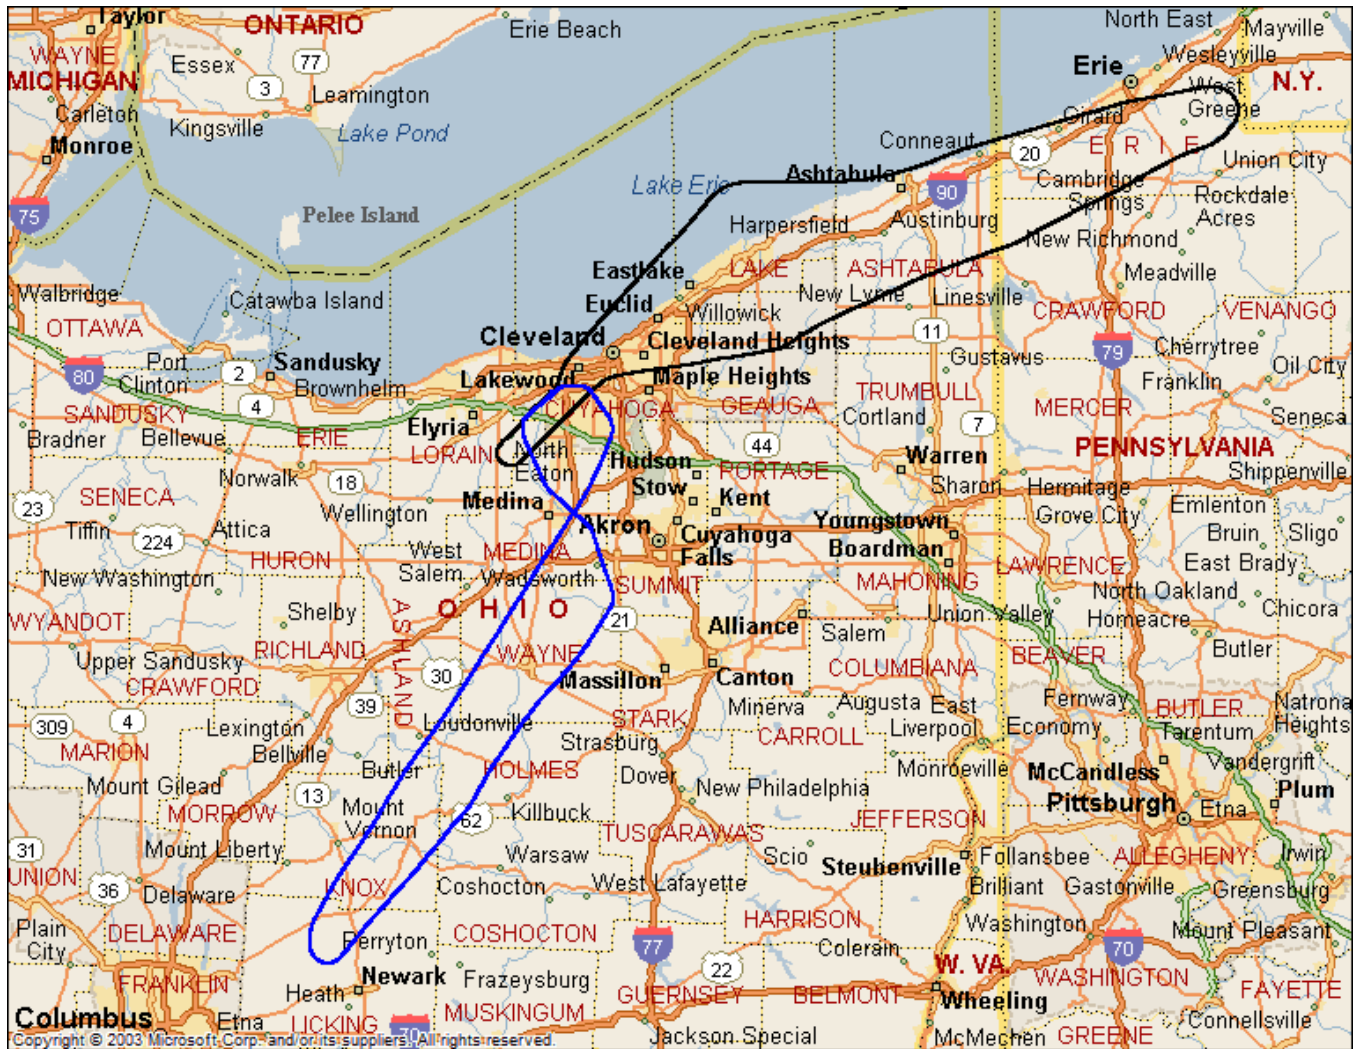 Taylor
ONTARIO
Erie Beach
North East
Mayville
WAYNE
Essex
77
Wesleyville
Erie
MICHIGAN
3
Leamington
West
Greene
N.Y.
Carleton
Kingsville
Lake Pond
Girard
Monroe
Conneaut
20
E R I E
Union City
Ashtabula
Lake Erie
90
Cambridge
Springs
Rockdale
Acres
75
Pelee Island
Harpersfield
Austinburg
New Richmond
Eastlake
LAKE
ASHTABULA
Meadville
Walbridge
Catawba Island
Euclid
Willowick
New Lyme
Linesville
CRAWFORD
VENANGO
OTTAWA
Cleveland
Cleveland Heights
11
Gustavus
79
Cherrytree
Port
Clinton
2
Sandusky
80
Brownhelm
Lakewood
Maple Heights
Oil City
Franklin
SANDUSKY
4
CUYAHOGA
GEAUGA
TRUMBULL
Cortland
7
MERCER
Seneca
Bradner
Bellevue
ERIE
Elyria
LORAIN
North
Eaton
44
PENNSYLVANIA
Norwalk
18
Hudson
PORTAGE
Warren
Shippenville
SENECA
23
Wellington
Medina
Stow
Kent
Sharon
Hermitage
Emlenton
Tiffin
Attica
224
Akron
Cuyahoga
Falls
Youngstown
Grove City
Bruin
Sligo
HURON
West
Salem
MEDINA
Boardman
LAWRENCE
East Brady
New Washington
Wadsworth
SUMMIT
MAHONING
North Oakland
Chicora
WYANDOT
Shelby
ASHLAND
O H I O
21
Alliance
Salem
Union Valley
Homeacre
RICHLAND
WAYNE
BEAVER
Butler
Upper Sandusky
30
Massillon
Canton
COLUMBIANA
CRAWFORD
39
Minerva
Augusta
East
Liverpool
Fernway
BUTLER
Natrona
Heights
309
4
Lexington
Loudonville
STARK
Economy
Tarentum
MARION
Bellville
Strasburg
CARROLL
Butler
HOLMES
Dover
Monroeville
McCandless
Vandergrift
Mount Gilead
13
Mount
Vernon
New Philadelphia
Pittsburgh
Etna
Plum
MORROW
62
Killbuck
TUSCARAWAS
JEFFERSON
31
Mount Liberty
Warsaw
Scio
Steubenville
Follansbee
ALLEGHENY
Irwin
UNION
36
Delaware
KNOX
Coshocton
West Lafayette
Brilliant
Gastonville
Greensburg
Plain
City
DELAWARE
Perryton
COSHOCTON
77
HARRISON
Colerain
Washington
70
Mount Pleasant
FRANKLIN
Newark
Frazeysburg
22
W. VA.
WASHINGTON
Heath
GUERNSEY
BELMONT
Wheeling
FAYETTE
Columbus
Etna
LICKING
70
MUSKINGUM
Jackson Special
McMechen
GREENE
Connellsville
Copyright © 2003 Microsoft Corp. and/or its suppliers. All rights reserved.